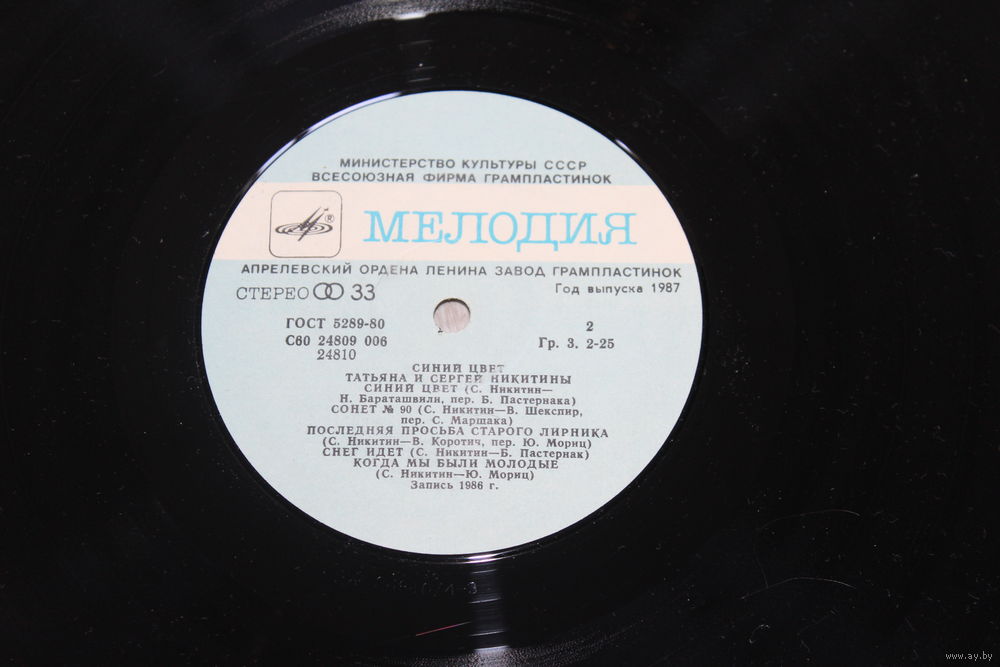 МИНИСТЕРСТВО КУЛЬТУРЫ СССР
ВСЕСОЮЗНАЯ ФИРМА ГРАМПЛАСТИНОК
®
МЕЛОДИЯ
АПРЕЛЕВСКИЙ ОРДЕНА ЛЕНИНА ЗАВОД ГРАМПЛАСТИНОК
СТЕРЕО 33
Год выпуска 1987
ГОСТ 5289-80
2
С60 24809 006
Гр. 3. 2-25
24810
СИНИЙ ЦВЕТ
ТАТЬЯНА И СЕРГЕЙ НИКИТИНЫ
СИНИЙ ЦВЕТ (С. Никитин—
Н. Бараташвили, пер. Б. Пастернака)
СОНЕТ № 90 (С. Никитин—В. Шекспир,
пер. С. Маршака)
ПОСЛЕДНЯЯ ПРОСЬБА СТАРОГО ЛИРНИКА
(С. Никитин—В. Коротич, пер. Ю. Мориц)
СНЕГ ИДЕТ (С. Никитин—Б. Пастернак)
КОГДА МЫ БЫЛИ МОЛОДЫЕ
(С. Никитин—Ю. Мориц)
Запись 1986 г.
www.ay.by